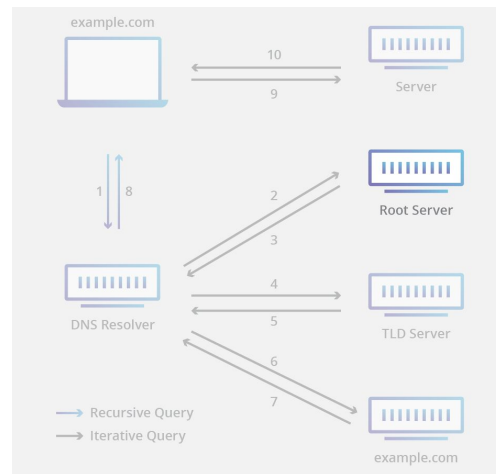 example.com
10
9
Server
1
8
2
3
Root Server
4
5
DNS Resolver
TLD Server
6
7
Recursive Query
Iterative Query
example.com